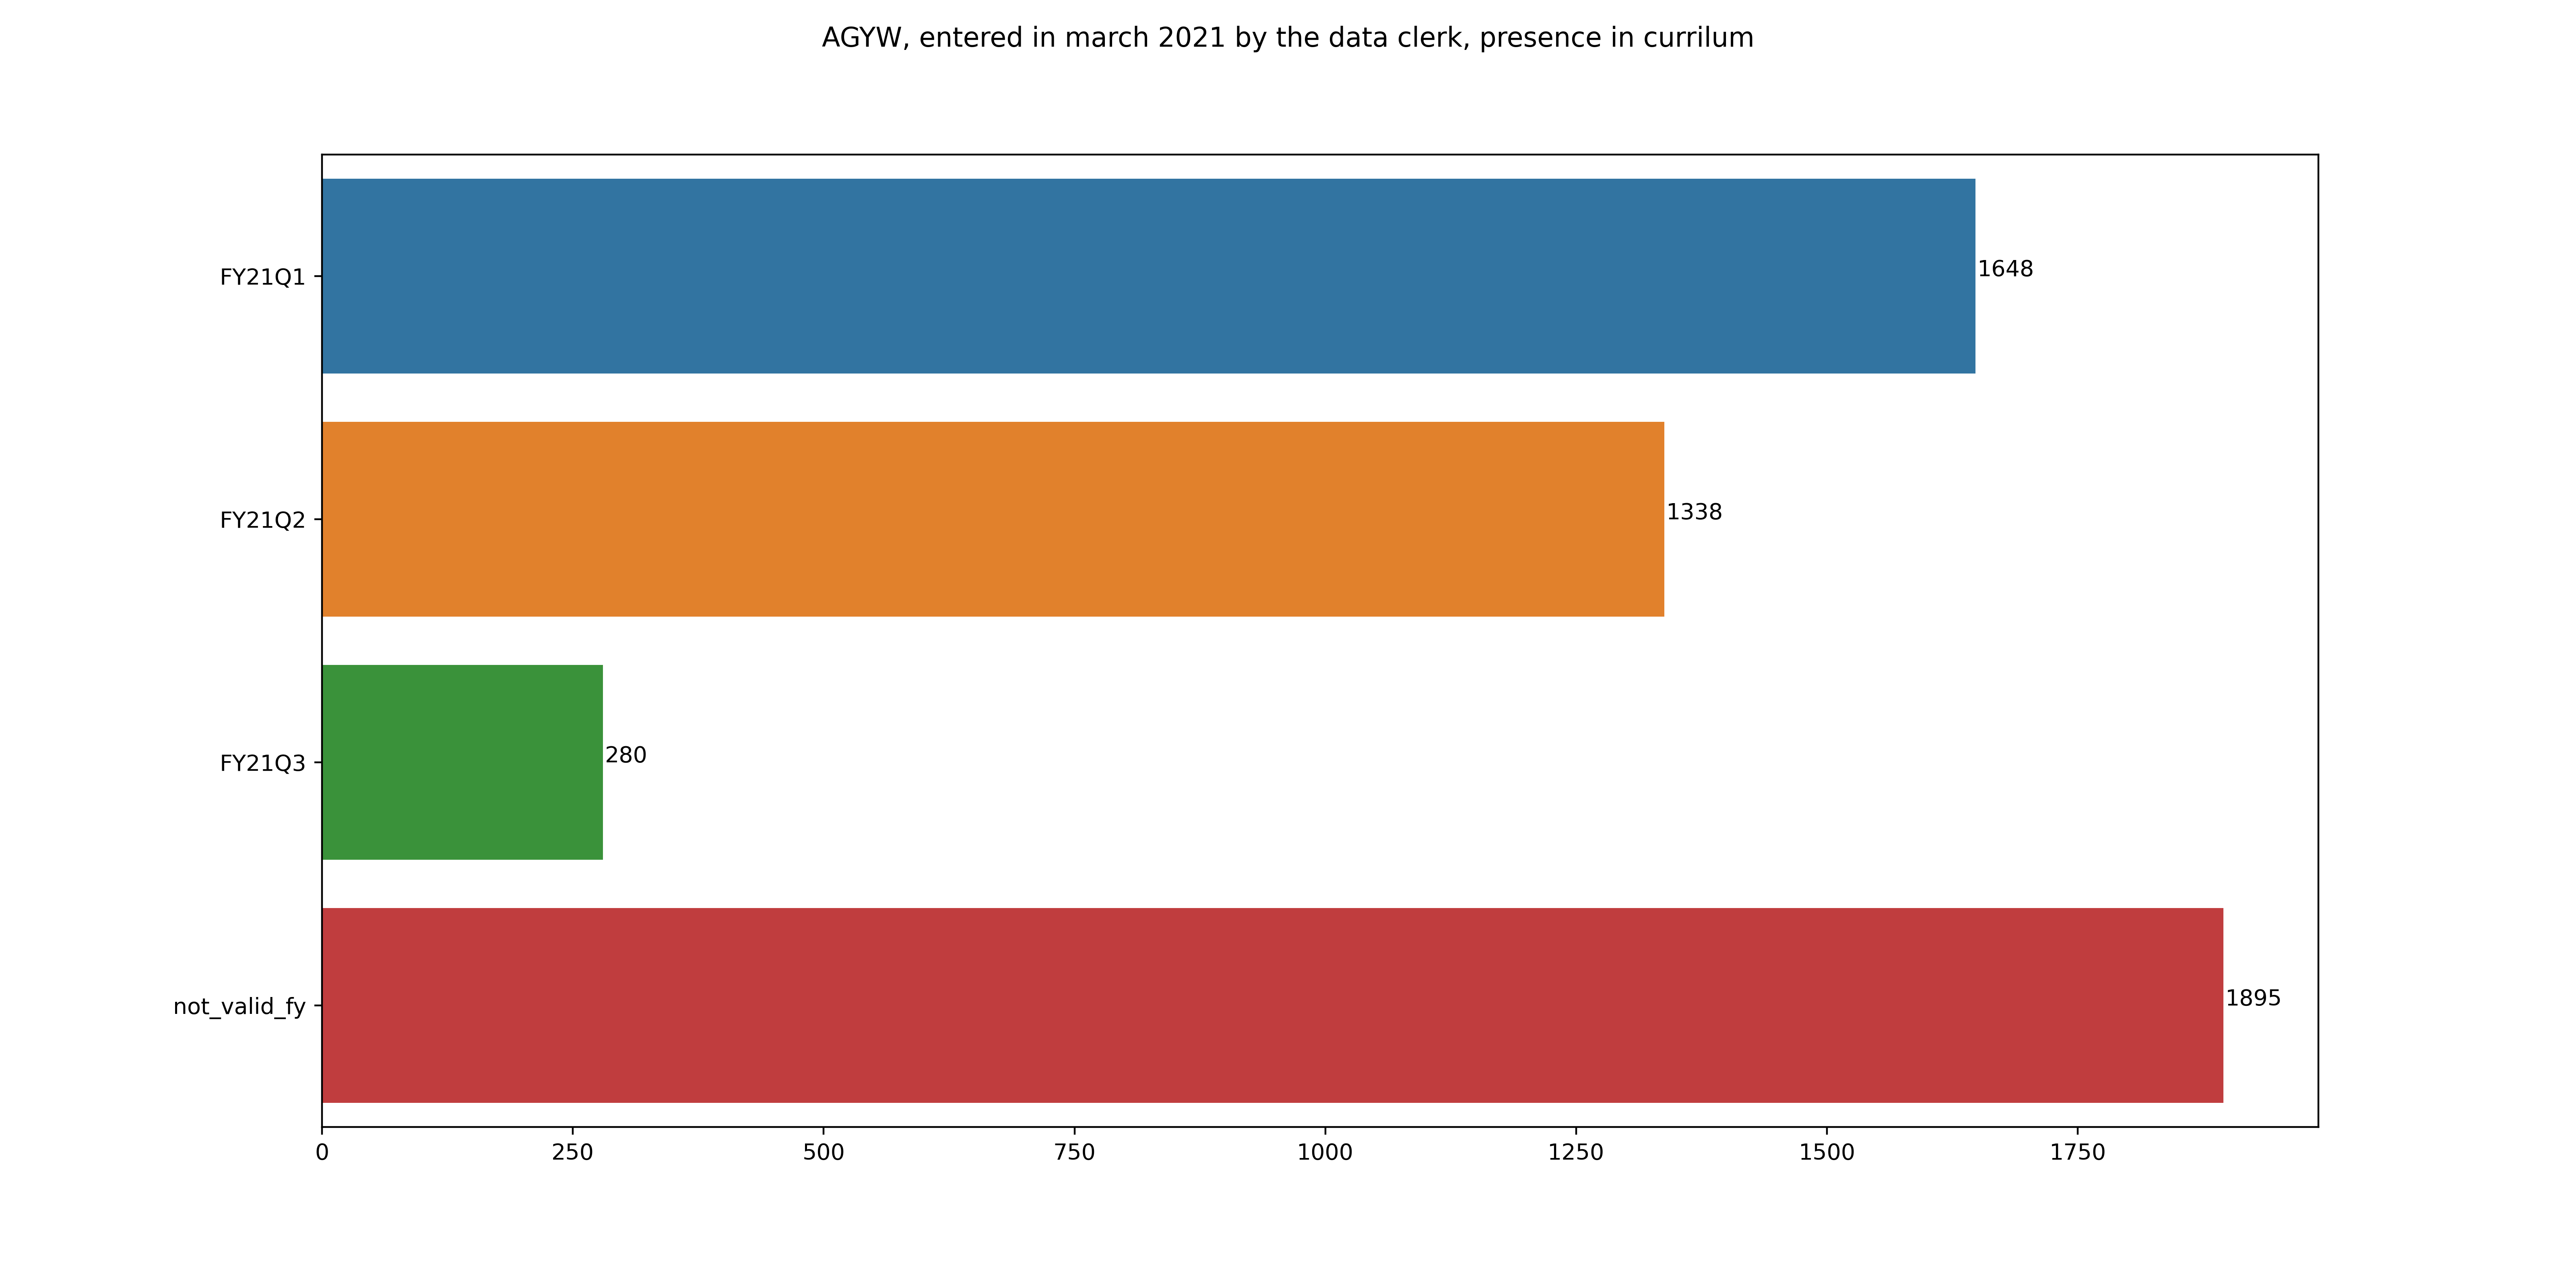 AGYW, entered in march 2021 by the data clerk, presence in currilum
FY21Q1
1648
FY21Q2
1338
FY21Q3
280
not_valid_fy
1895
0 250 500 750 1000 1250 1500 1750